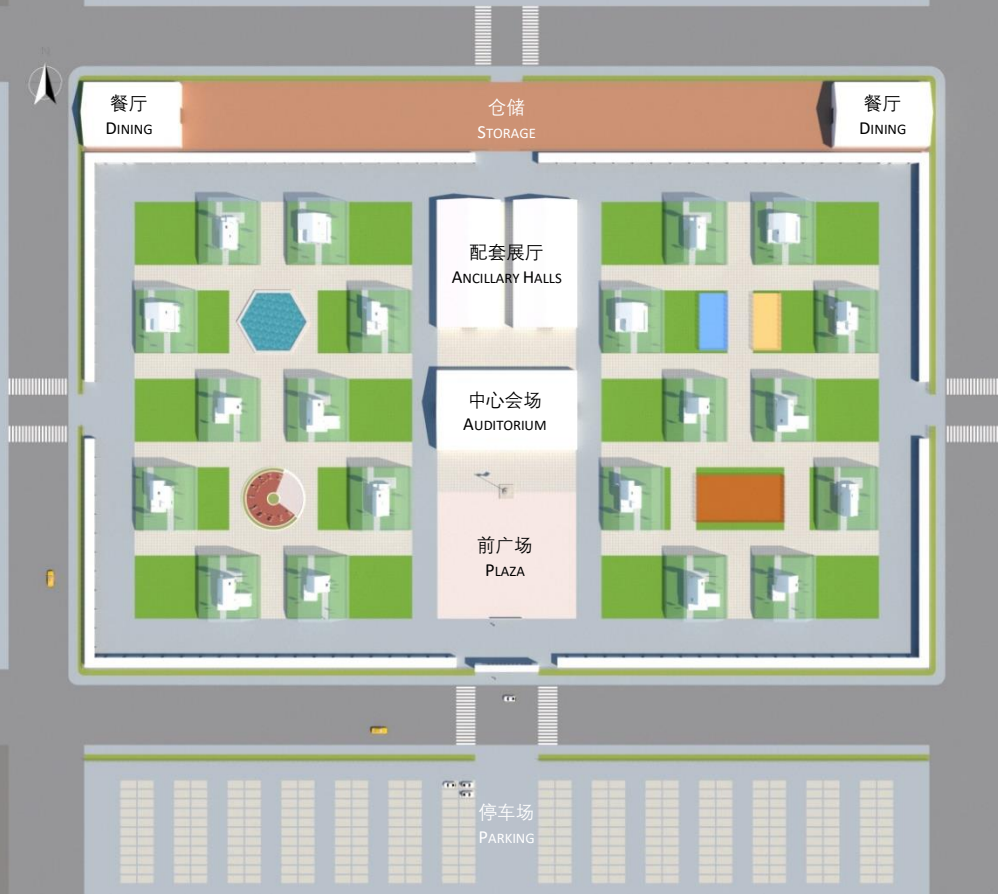 N
餐厅
DINING
仓储
STORAGE
餐厅
DINING
配套展厅
ANCILLARY HALLS
中心会场
AUDITORIUM
前广场
PLAZA
停车场
PARKING